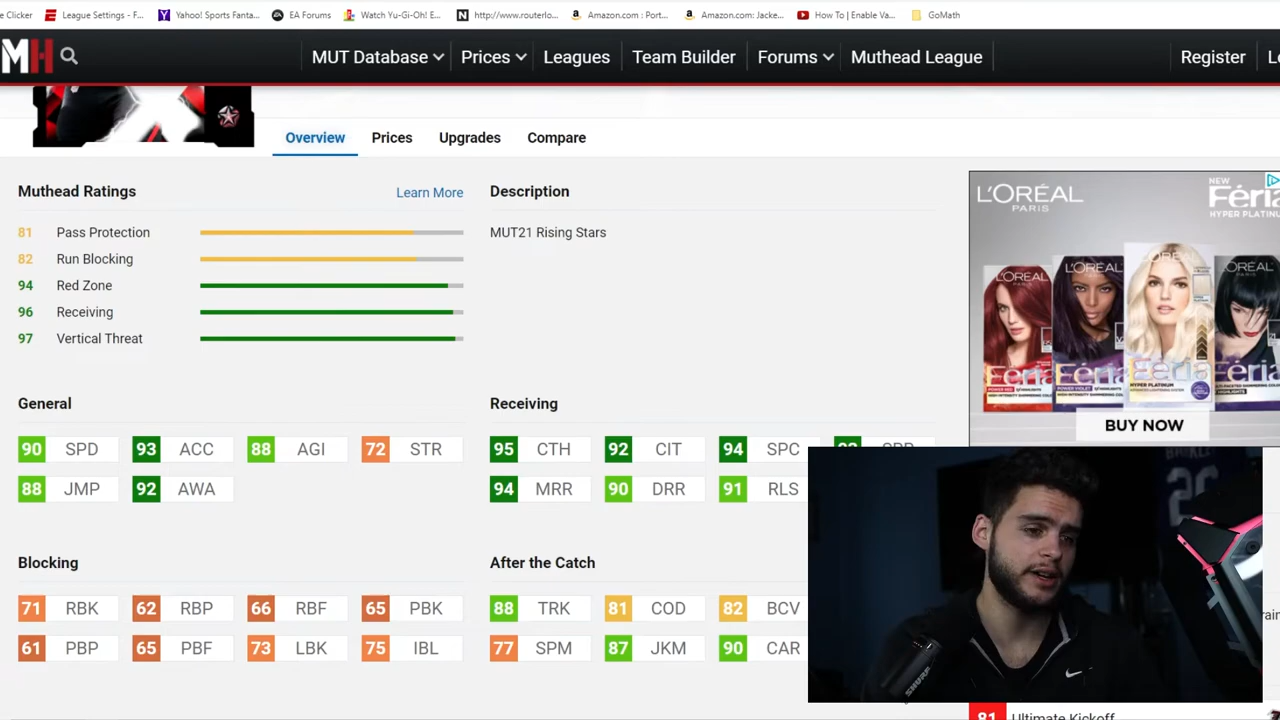 e Clicker League Settings - F... Yahoo! Sports Fanta... EA Forums Watch Yu-Gi-Oh! E... http://www.routerlo... Amazon.com : Port... Amazon.com: Jacke... How To | Enable Va... GoMath
MH MUT Database Prices Leagues Team Builder Forums Muthead League Register
Overview Prices Upgrades Compare
Muthead Ratings Learn More
81 Pass Protection
82 Run Blocking
94 Red Zone
96 Receiving
97 Vertical Threat
Description
MUT21 Rising Stars
General
90 SPD 93 ACC 88 AGI 72 STR
88 JMP 92 AWA
Receiving
95 CTH 92 CIT 94 SPC
94 MRR 90 DRR 91 RLS
Blocking
71 RBK 62 RBP 66 RBF 65 PBK
61 PBP 65 PBF 73 LBK 75 IBL
After the Catch
88 TRK 81 COD 82 BCV
77 SPM 87 JKM 90 CAR
L'ORÉAL
PARIS
NEW
Féria
HYPER PLATINU
BUY NOW
81 Ultimate Kickoff
SHURE